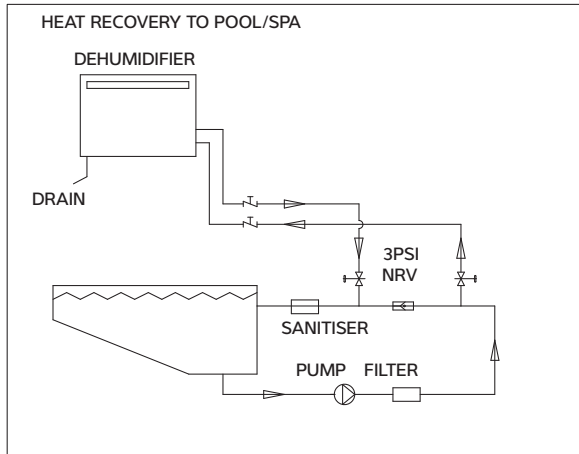 HEAT RECOVERY TO POOL/SPA
DEHUMIDIFIER
DRAIN
3PSI
NRV
SANITISER
PUMP FILTER